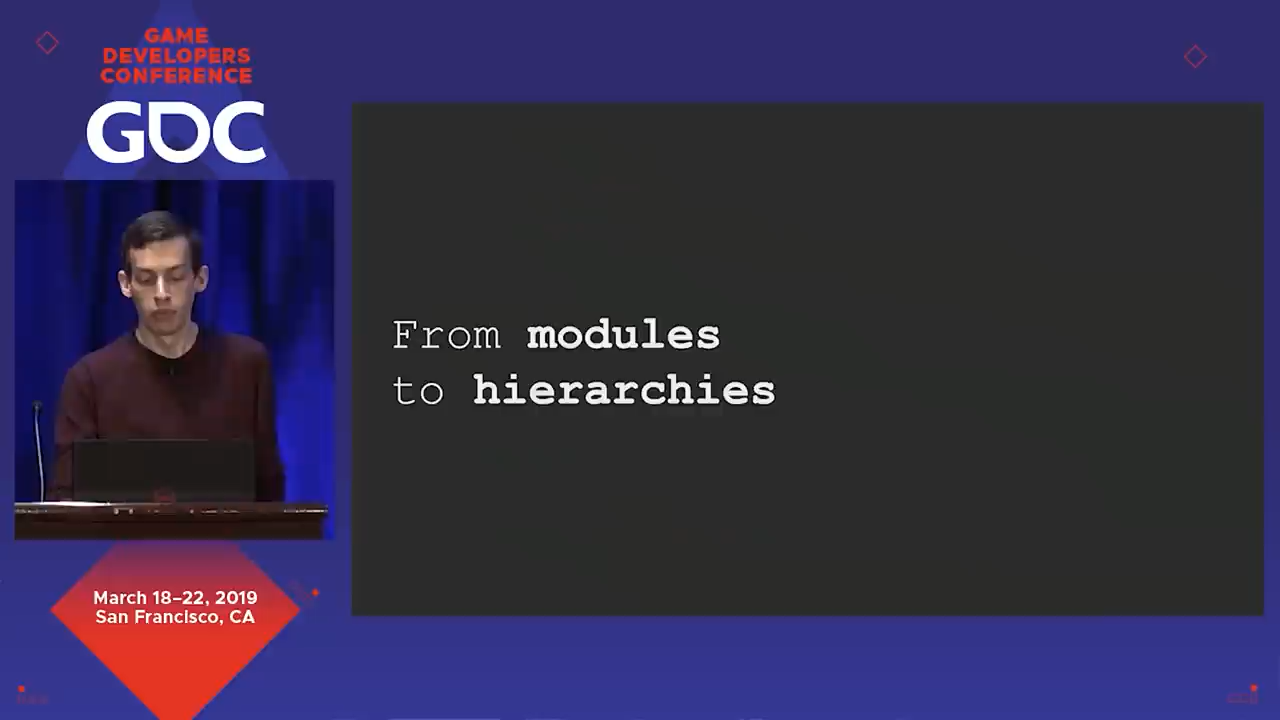 GAME
DEVELOPERS
CONFERENCE
GDC
From modules
to hierarchies
March 18–22, 2019
San Francisco, CA